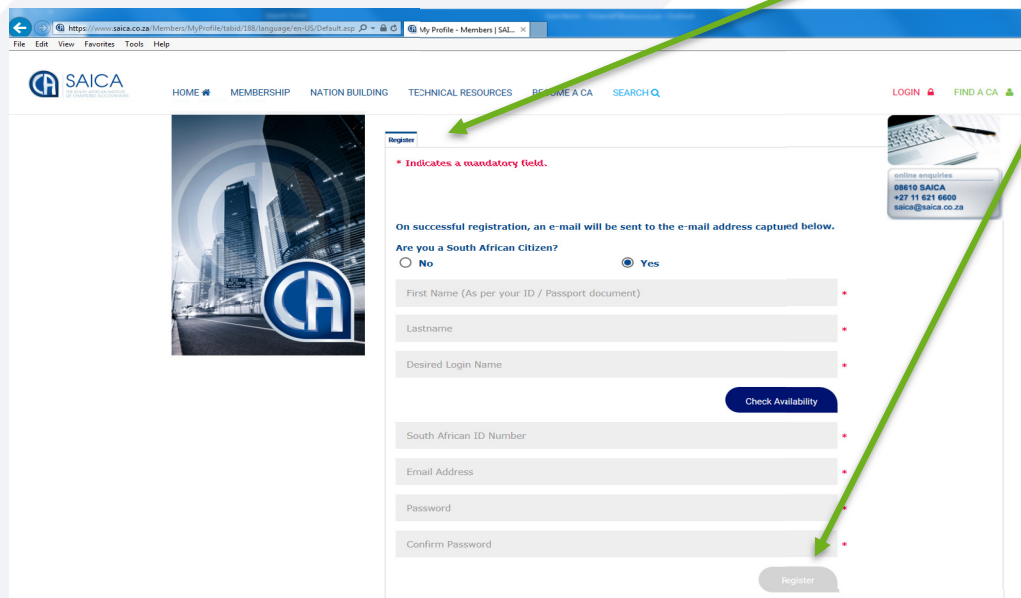 https://www.saica.co.za/Members/MyProfile/tabid/188/language/en-US/Default.asp
My Profile - Members | SAI...
File Edit View Favorites Tools Help
SAICA
HOME MEMBERSHIP NATION BUILDING TECHNICAL RESOURCES BECOME A CA SEARCH
LOGIN FIND A CA
Register
* Indicates a mandatory field.
online enquiries
08610 SAICA
+27 11 621 6600
saica@saica.co.za
On successful registration, an e-mail will be sent to the e-mail address captured below.
Are you a South African Citizen?
No Yes
First Name (As per your ID / Passport document) *
Lastname *
Desired Login Name *
Check Availability
South African ID Number *
Email Address *
Password *
Confirm Password *
Register
CA